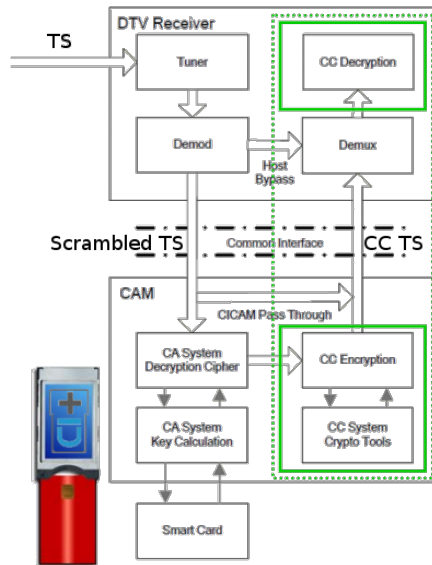 TS
DTV Receiver
Tuner
CC Decryption
Demod
Demux
Host
Bypass
Scrambled TS
Common Interface
CC TS
CAM
CICAM Pass Through
CA System
Decryption Cipher
CC Encryption
CA System
Key Calculation
CC System
Crypto Tools
Smart Card